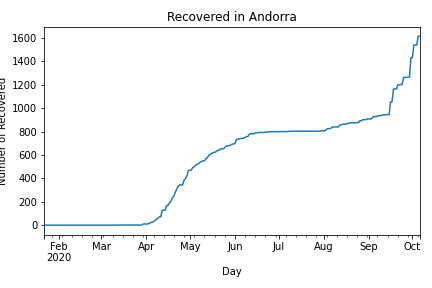 Recovered in Andorra
Number of Recovered
1600
1400
1200
1000
800
600
400
200
0
Feb Mar Apr May Jun Jul Aug Sep Oct
2020
Day